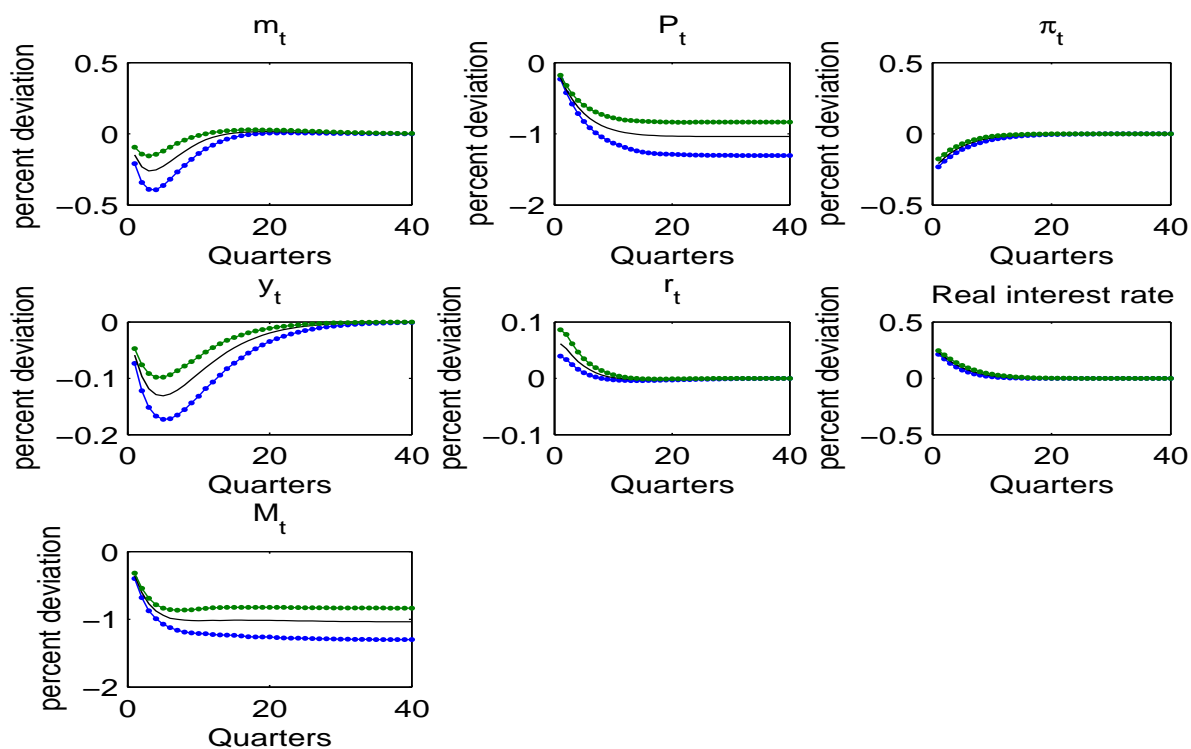 m_t
percent deviation
0.5
0
−0.5
0 20 40
Quarters
P_t
percent deviation
0
−1
−2
0 20 40
Quarters
π_t
percent deviation
0.5
0
−0.5
0 20 40
Quarters
y_t
percent deviation
0
−0.1
−0.2
0 20 40
Quarters
r_t
percent deviation
0.1
0
−0.1
0 20 40
Quarters
Real interest rate
percent deviation
0.5
0
−0.5
0 20 40
Quarters
M_t
percent deviation
0
−1
−2
0 20 40
Quarters